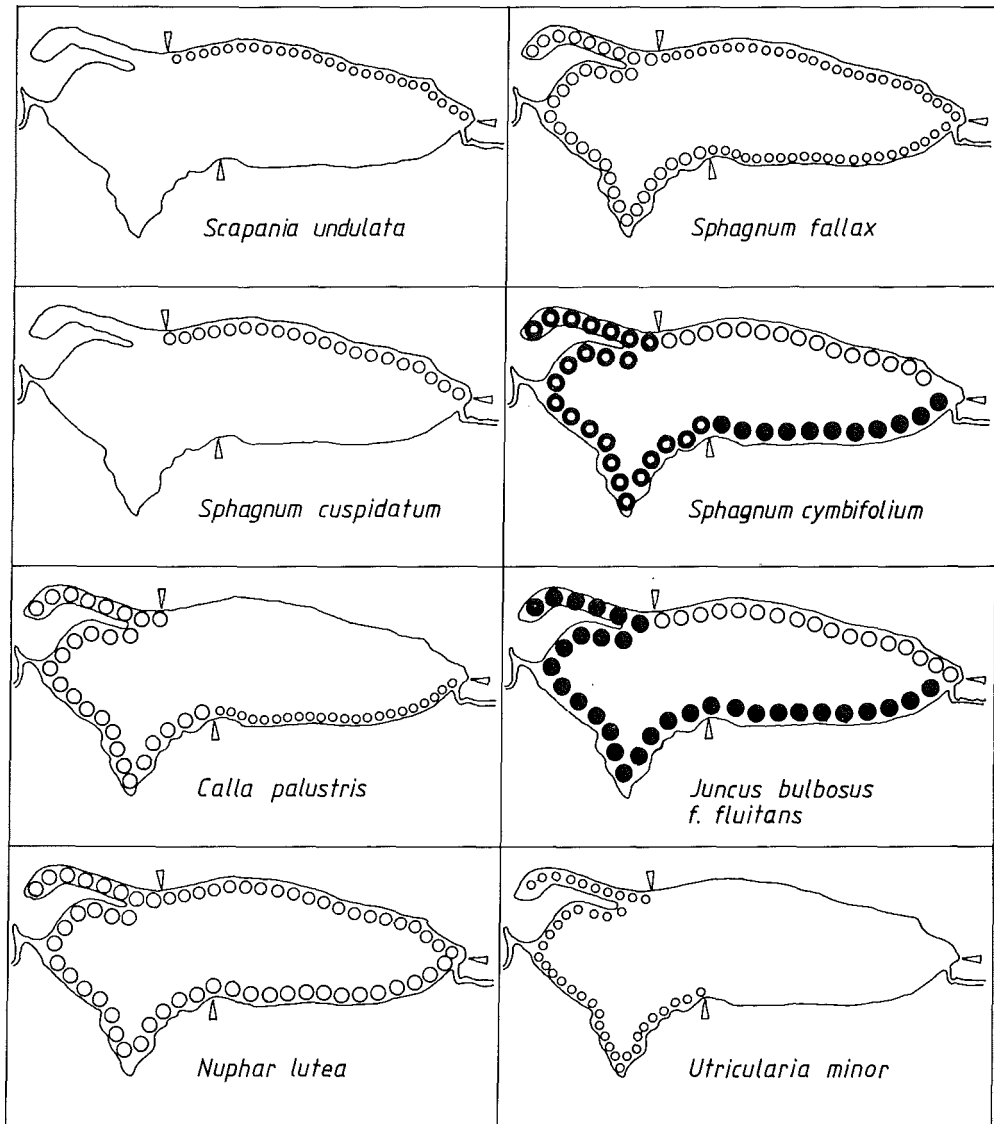 Scapania undulata
Sphagnum fallax
Sphagnum cuspidatum
Sphagnum cymbifolium
Calla palustris
Juncus bulbosus
f. fluitans
Nuphar lutea
Utricularia minor